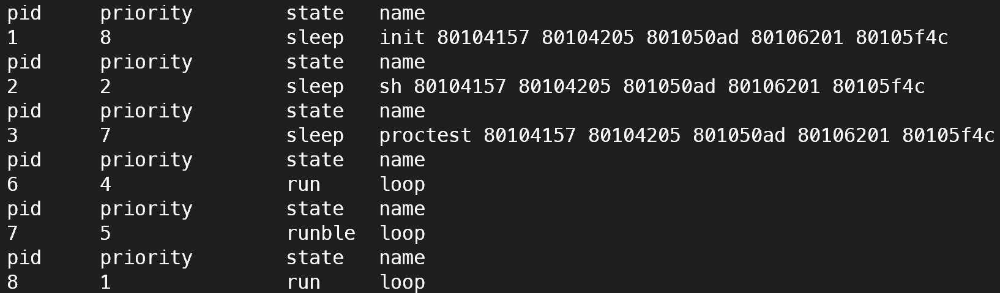 pid priority state name
1 8 sleep init 80104157 80104205 801050ad 80106201 80105f4c
pid priority state name
2 2 sleep sh 80104157 80104205 801050ad 80106201 80105f4c
pid priority state name
3 7 sleep proctest 80104157 80104205 801050ad 80106201 80105f4c
pid priority state name
6 4 run loop
pid priority state name
7 5 runble loop
pid priority state name
8 1 run loop